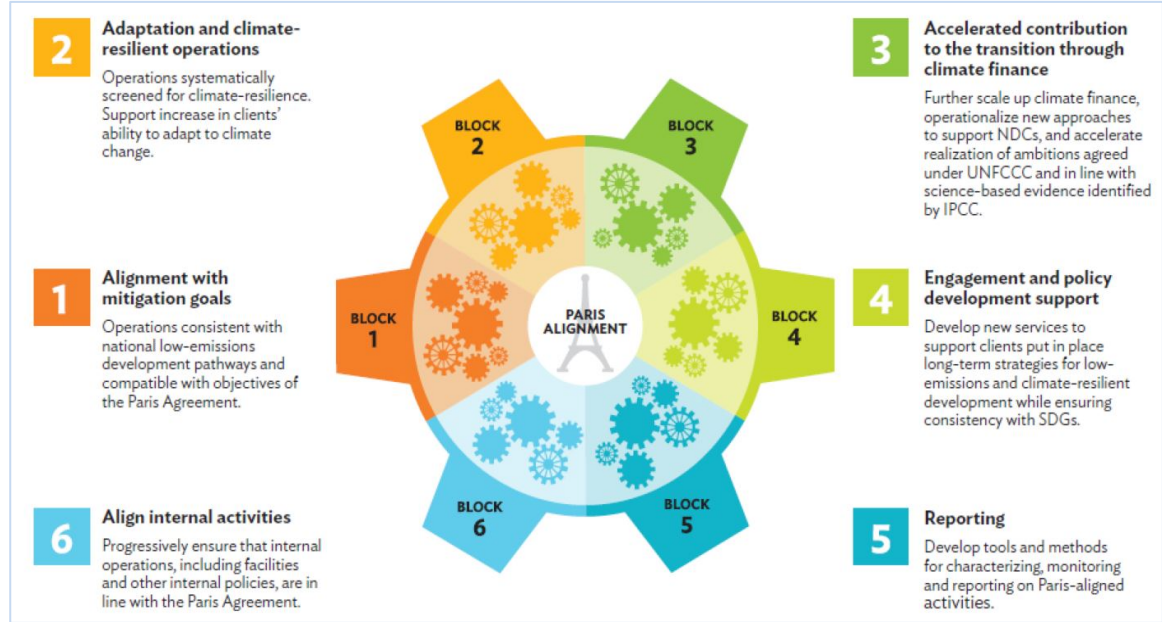 2
Adaptation and climate-
resilient operations
Operations systematically
screened for climate-resilience.
Support increase in clients'
ability to adapt to climate
change.
3
Accelerated contribution
to the transition through
climate finance
Further scale up climate finance,
operationalize new approaches
to support NDCs, and accelerate
realization of ambitions agreed
under UNFCCC and in line with
science-based evidence identified
by IPCC.
1
Alignment with
mitigation goals
Operations consistent with
national low-emissions
development pathways and
compatible with objectives of
the Paris Agreement.
BLOCK
2
BLOCK
3
BLOCK
1
PARIS
ALIGNMENT
BLOCK
4
BLOCK
6
BLOCK
5
4
Engagement and policy
development support
Develop new services to
support clients put in place
long-term strategies for low-
emissions and climate-resilient
development while ensuring
consistency with SDGs.
6
Align internal activities
Progressively ensure that internal
operations, including facilities
and other internal policies, are in
line with the Paris Agreement.
5
Reporting
Develop tools and methods
for characterizing, monitoring
and reporting on Paris-aligned
activities.